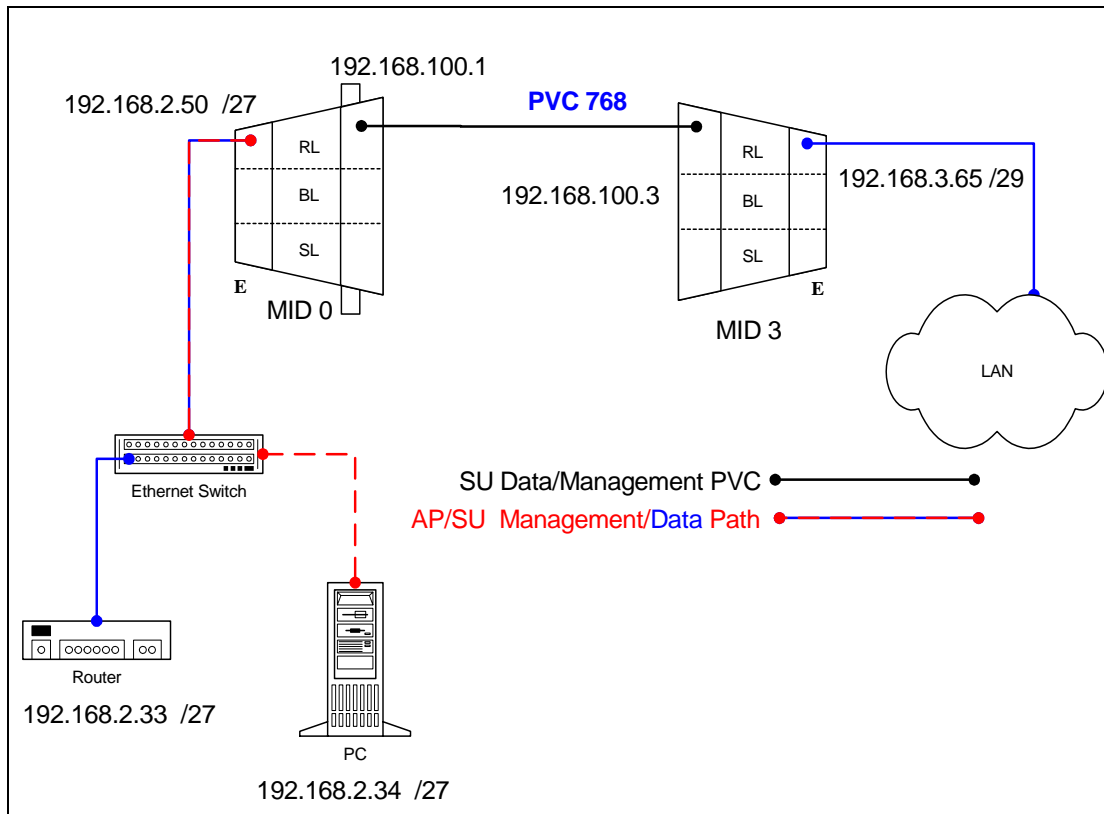 192.168.100.1
192.168.2.50 /27
PVC 768
RL
BL
SL
E
MID 0
192.168.100.3
RL
BL
SL
E
MID 3
192.168.3.65 /29
LAN
Ethernet Switch
SU Data/Management PVC
AP/SU Management/Data Path
Router
192.168.2.33 /27
PC
192.168.2.34 /27